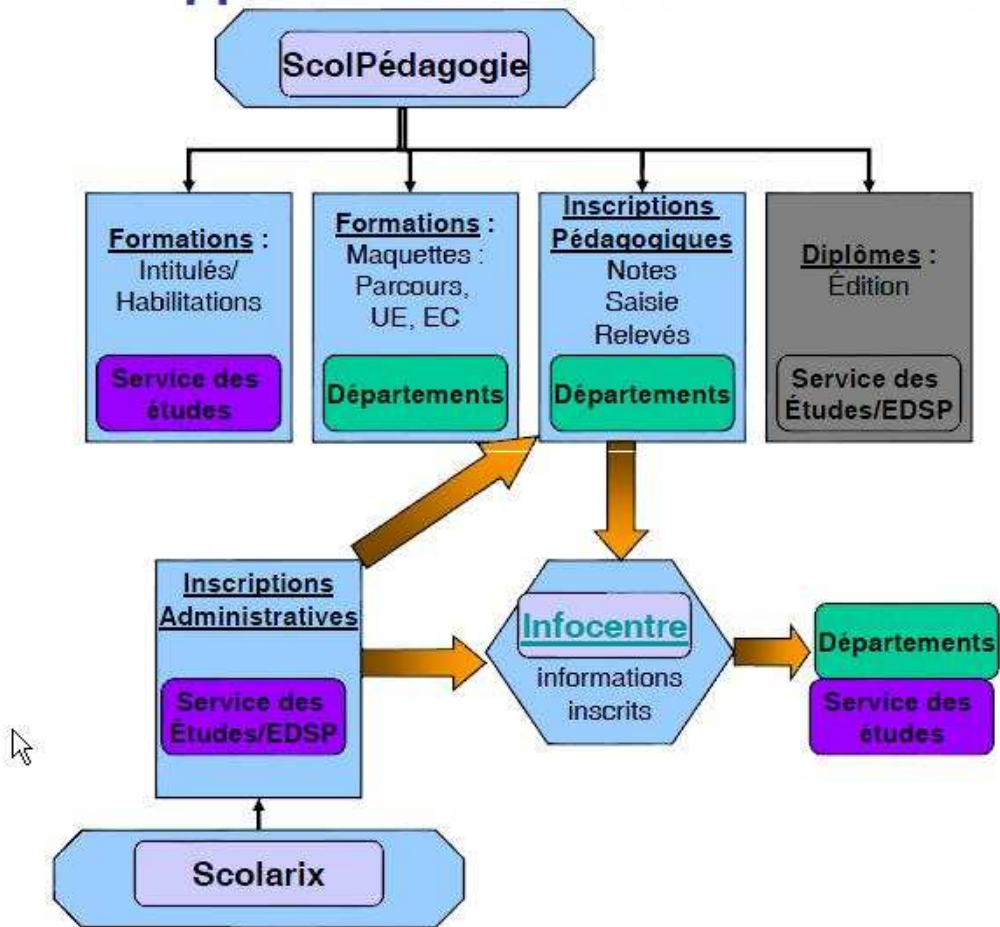 ScolPédagogie
Formations :
Intitulés/
Habilitations
Service des
études
Formations :
Maquettes :
Parcours,
UE, EC
Départements
Inscriptions
Pédagogiques
Notes
Saisie
Relevés
Départements
Diplômes :
Édition
Service des
Études/EDSP
Inscriptions
Administratives
Service des
Études/EDSP
Infocentre
informations
inscrits
Départements
Service des
études
Scolarix